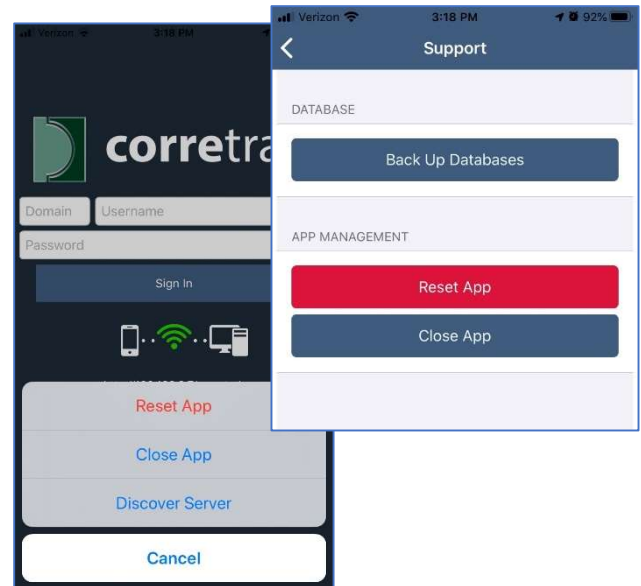 Verizon 3:18 PM
corretra
Domain Username
Password
Sign In
Reset App
Close App
Discover Server
Cancel
Verizon 3:18 PM 92%
Support
DATABASE
Back Up Databases
APP MANAGEMENT
Reset App
Close App